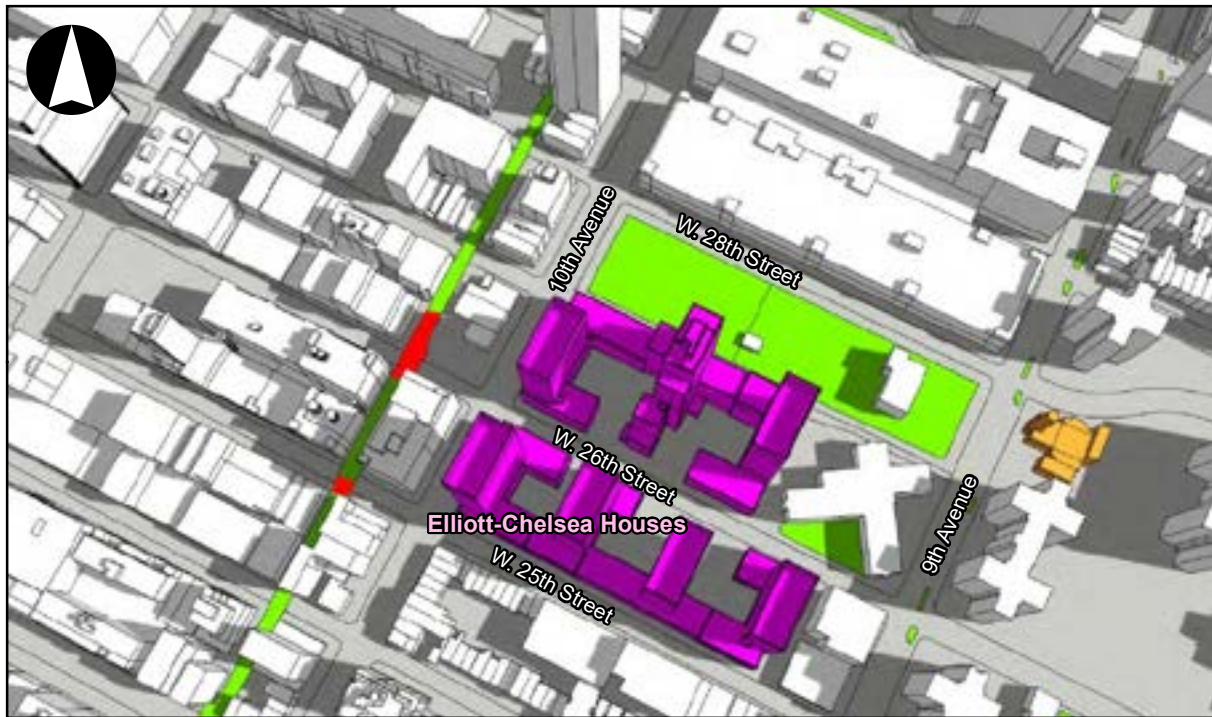 10th Avenue
W. 28th Street
W. 26th Street
Elliott-Chelsea Houses
9th Avenue
W. 25th Street